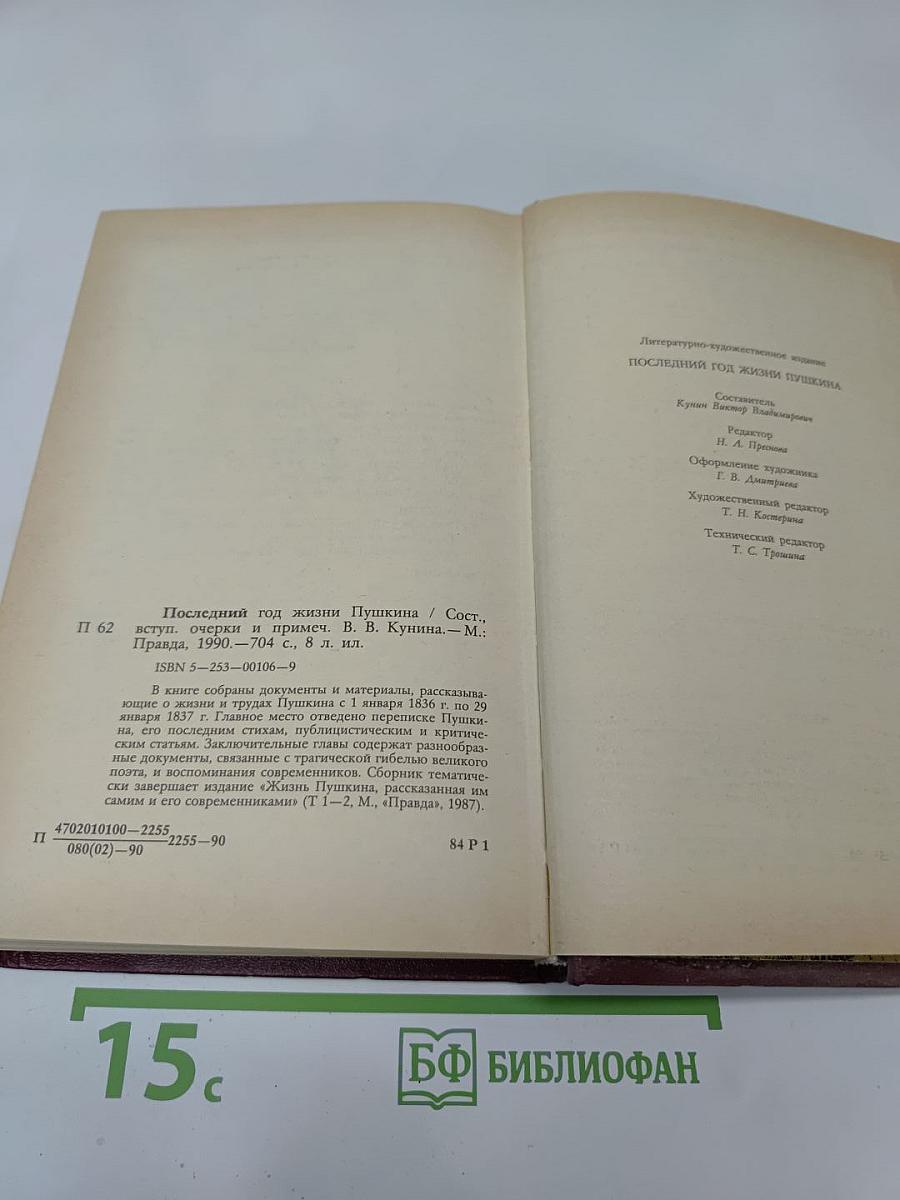 Последний год жизни Пушкина / Сост.,
П 62 вступ. очерки и примеч. В. В. Кунина.—М.:
Правда, 1990.—704 с., 8 л. ил.
ISBN 5—253—00106—9
В книге собраны документы и материалы, рассказыва-
ющие о жизни и трудах Пушкина с 1 января 1836 г. по 29
января 1837 г. Главное место отведено переписке Пушки-
на, его последним стихам, публицистическим и критиче-
ским статьям. Заключительные главы содержат разнообраз-
ные документы, связанные с трагической гибелью великого
поэта, и воспоминания современников. Сборник тематиче-
ски завершает издание «Жизнь Пушкина, рассказанная им
самим и его современниками» (Т 1—2, М., «Правда», 1987).
П 4702010100—2255
080(02)—90
2255—90
84 Р 1
Литературно-художественное издание
ПОСЛЕДНИЙ ГОД ЖИЗНИ ПУШКИНА
Составитель
Кунин Виктор Владимирович
Редактор
Н. А. Преснова
Оформление художника
Г. В. Дмитриева
Художественный редактор
Т. Н. Костерина
Технический редактор
Т. С. Трошина
15 с
БФ БИБЛИОФАН